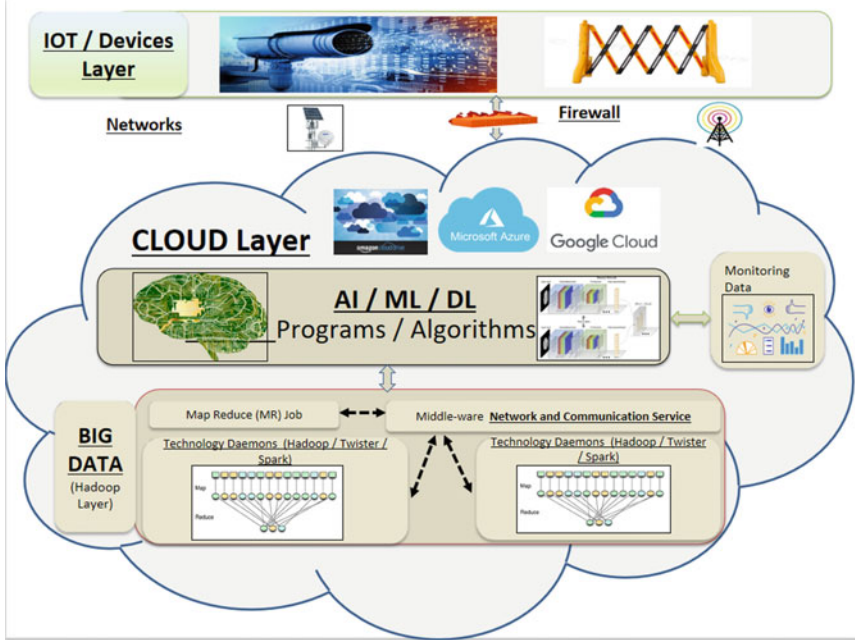 IOT / Devices
Layer
Networks
Firewall
CLOUD Layer
amazon
Microsoft Azure
Google Cloud
AI / ML / DL
Programs / Algorithms
Monitoring
Data
BIG
DATA
(Hadoop
Layer)
Map Reduce (MR) Job
Middle-ware Network and Communication Service
Technology Daemons (Hadoop / Twister /
Spark)
Map
Reduce
Technology Daemons (Hadoop / Twister
/ Spark)
Map
Reduce